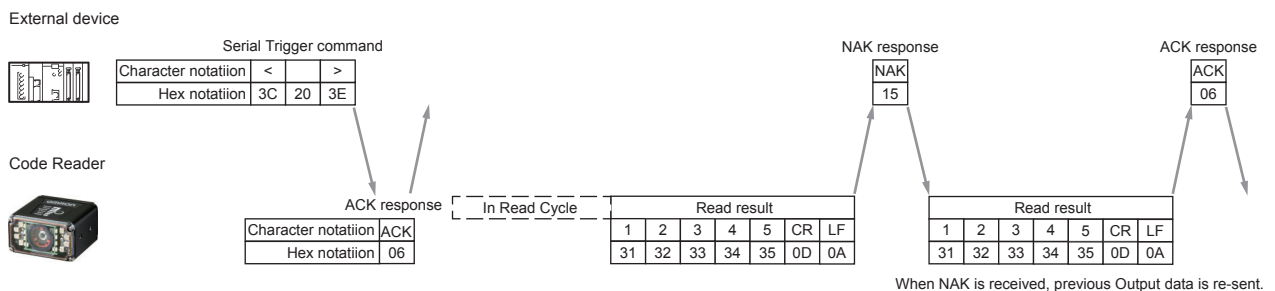 External device
Serial Trigger command
Character notatiion < >
Hex notatiion 3C 20 3E
NAK response
NAK
15
ACK response
ACK
06
Code Reader
omron
ACK response
Character notatiion ACK
Hex notatiion 06
In Read Cycle
Read result
1 2 3 4 5 CR LF
31 32 33 34 35 0D 0A
Read result
1 2 3 4 5 CR LF
31 32 33 34 35 0D 0A
When NAK is received, previous Output data is re-sent.